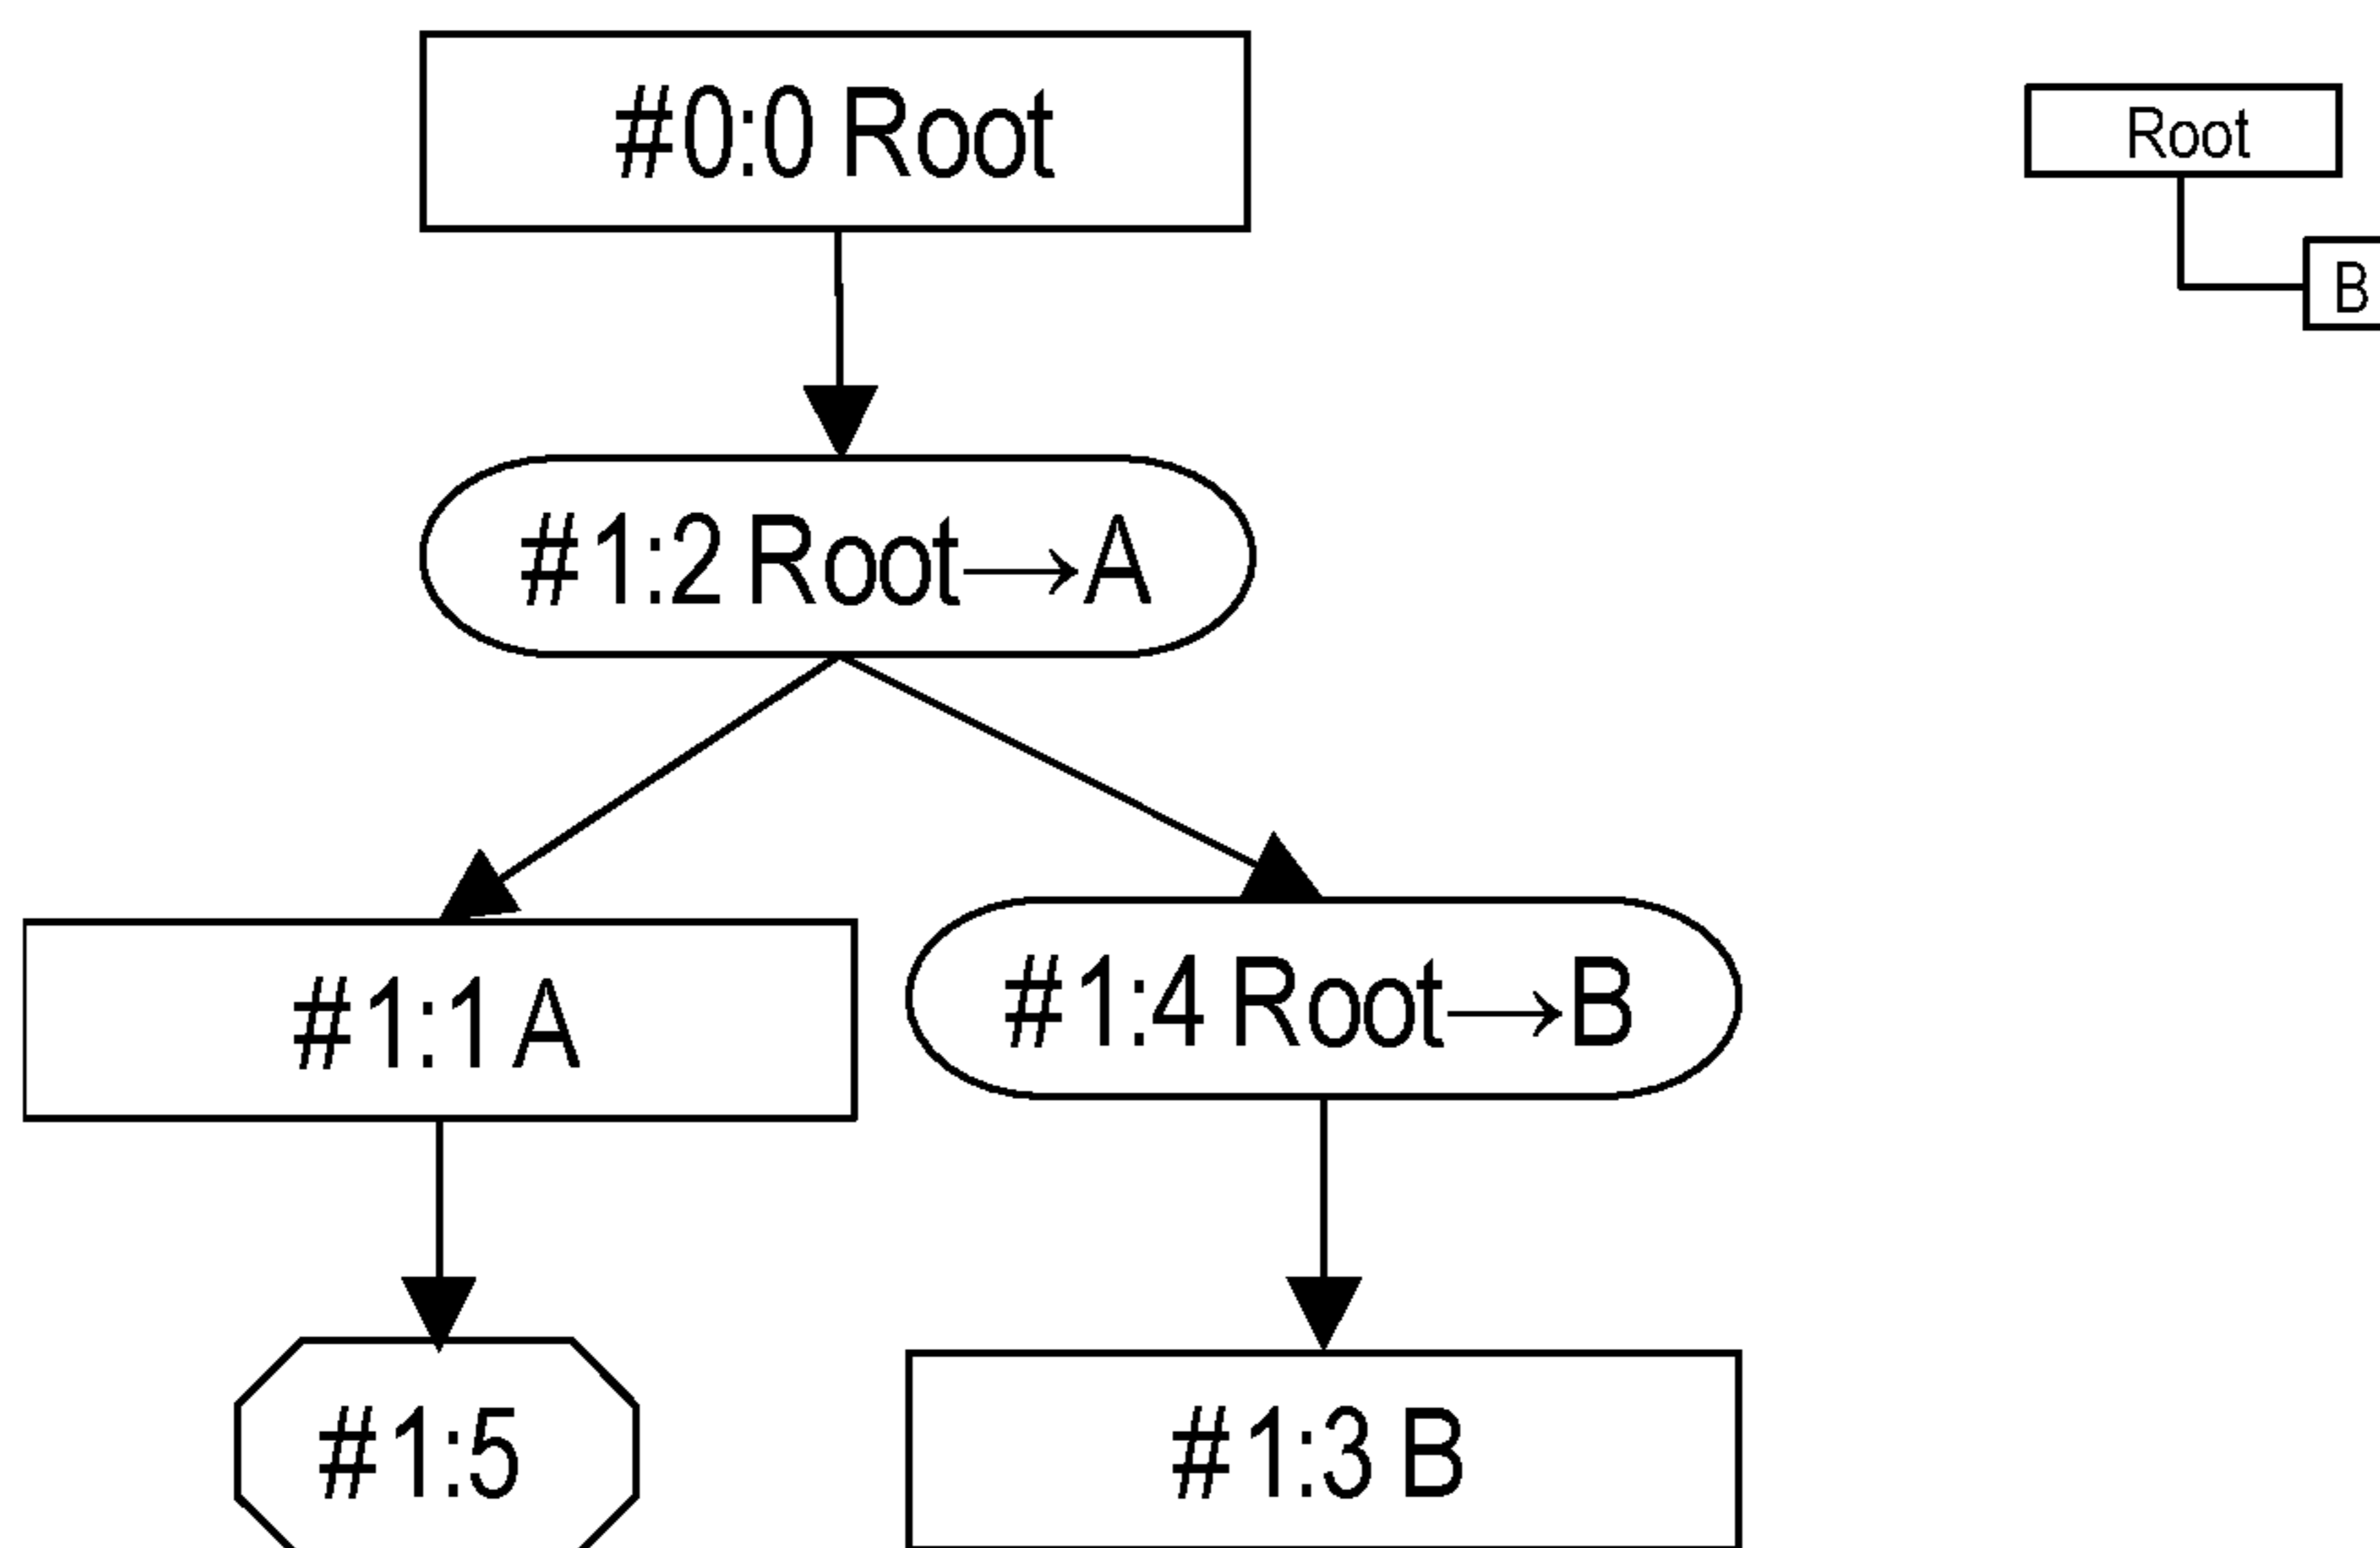 #0:0 Root
Root
B
#1:2 Root→A
#1:1 A
#1:4 Root→B
#1:5
#1:3 B